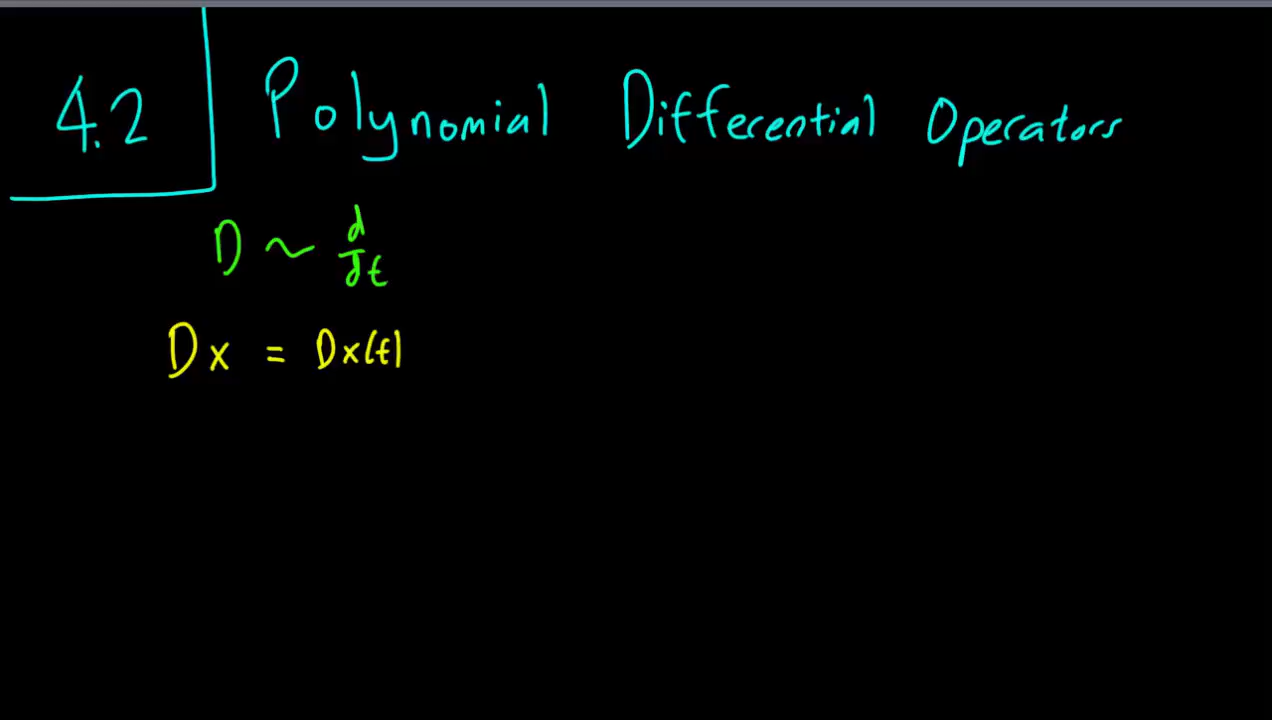 4.2 Polynomial Differential Operators
D ~ d/dt
Dx = Dx(t)